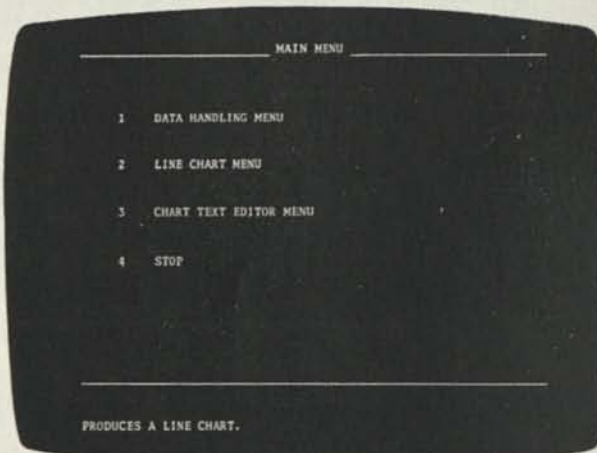 MAIN MENU
1 DATA HANDLING MENU
2 LINE CHART MENU
3 CHART TEXT EDITOR MENU
4 STOP
PRODUCES A LINE CHART.